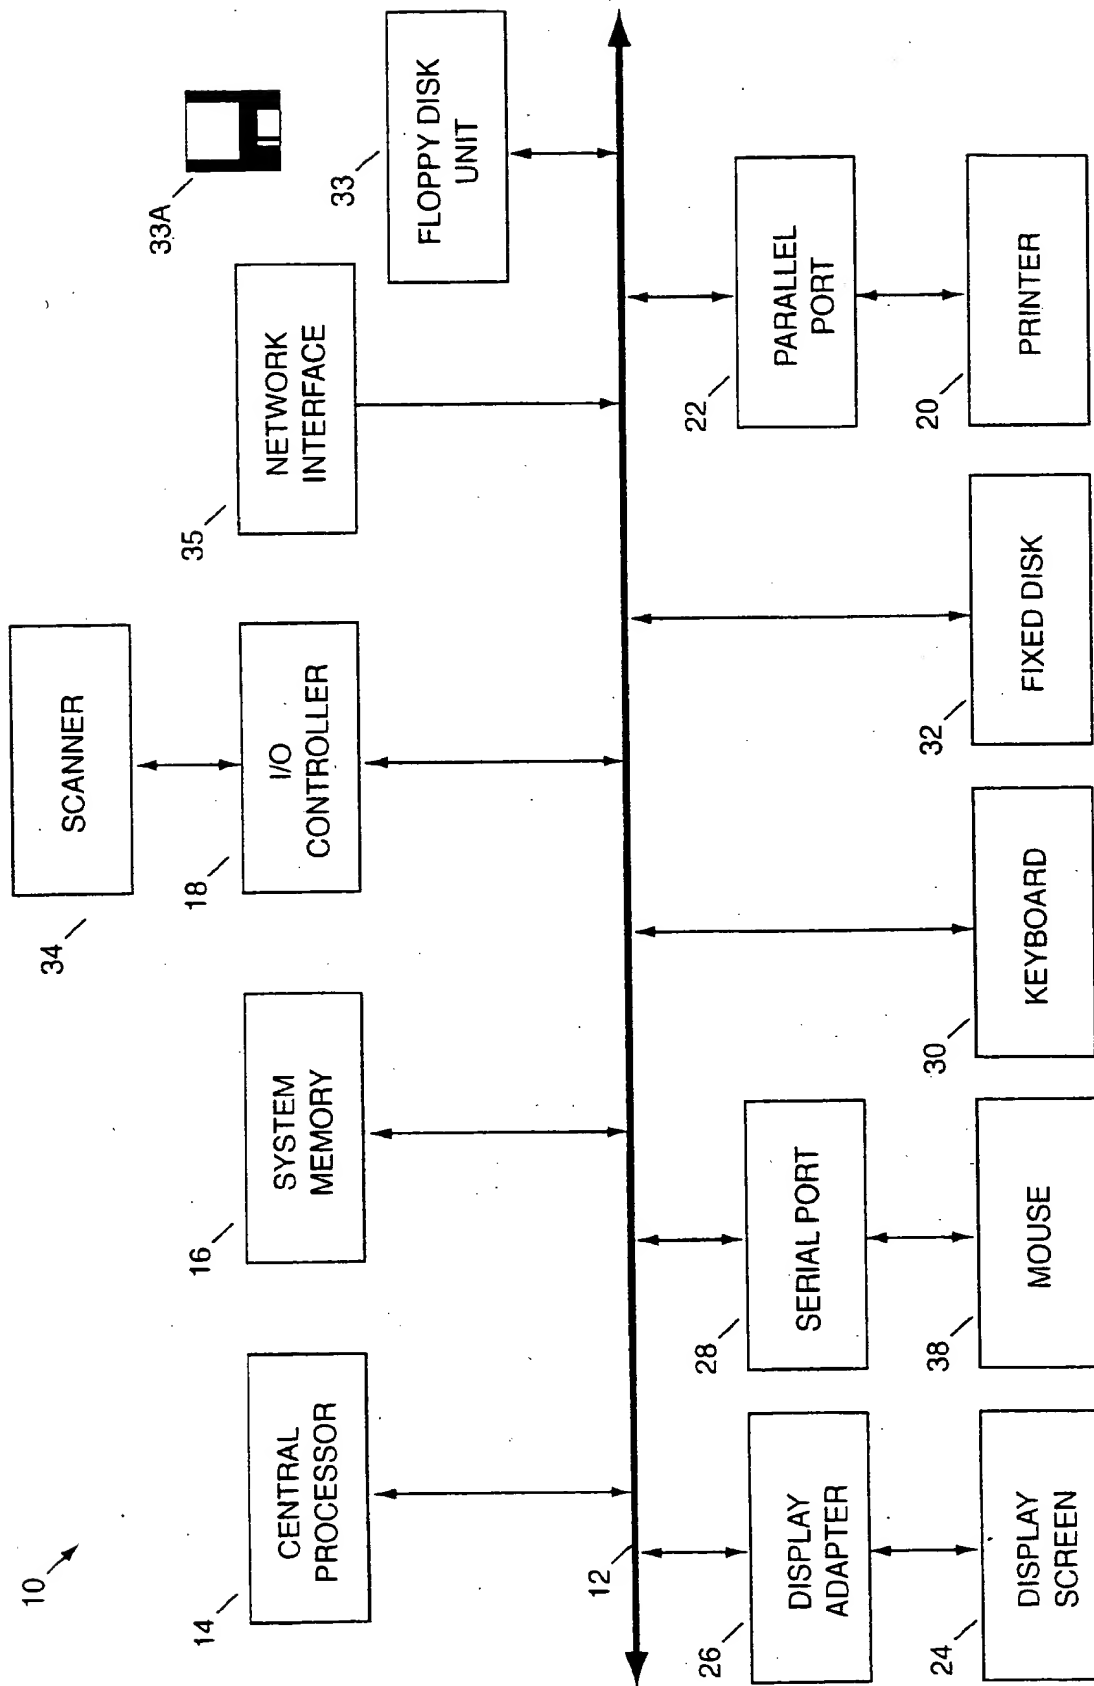 10
34
SCANNER
33A
14
CENTRAL
PROCESSOR
16
SYSTEM
MEMORY
18
I/O
CONTROLLER
35
NETWORK
INTERFACE
33
FLOPPY DISK
UNIT
12
26
DISPLAY
ADAPTER
28
SERIAL PORT
22
PARALLEL
PORT
24
DISPLAY
SCREEN
38
MOUSE
30
KEYBOARD
32
FIXED DISK
20
PRINTER